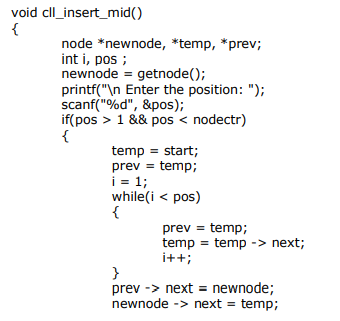 void cll_insert_mid()
{
node *newnode, *temp, *prev;
int i, pos ;
newnode = getnode();
printf("\n Enter the position: ");
scanf("%d", &pos);
if(pos > 1 && pos < nodectr)
{
temp = start;
prev = temp;
i = 1;
while(i < pos)
{
prev = temp;
temp = temp -> next;
i++;
}
prev -> next = newnode;
newnode -> next = temp;